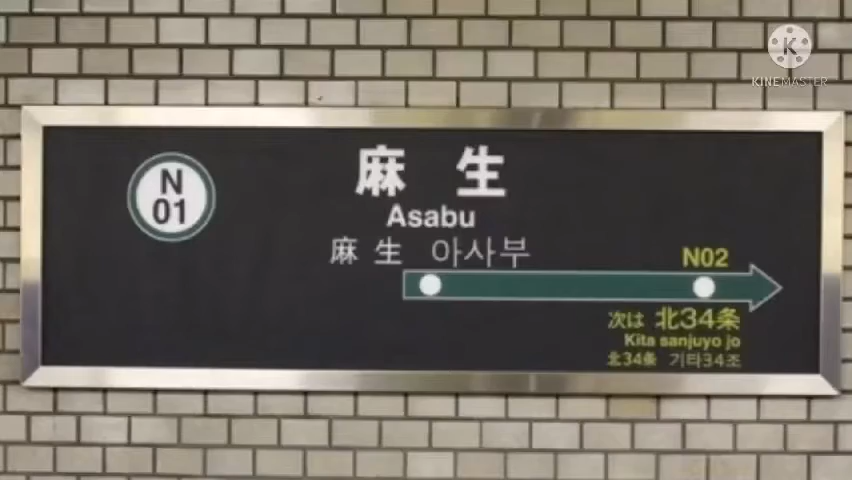 K
KINEMASTER
N
01
麻 生
Asabu
麻 生 아사부
N02
次は 北34条
Kita sanjuyo jo
北34条 기타34조